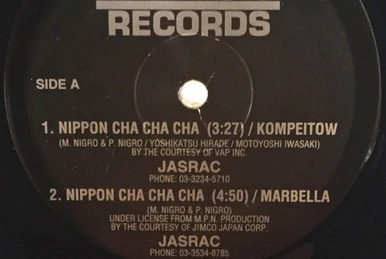 RECORDS
SIDE A
1. NIPPON CHA CHA CHA (3:27) / KOMPEITOW
(M. NIGRO & P. NIGRO / YOSHIKATSU HIRADE / MOTOYOSHI IWASAKI)
BY THE COURTESY OF VAP INC.
JASRAC
PHONE: 03-3234-5710
2. NIPPON CHA CHA CHA (4:50) / MARBELLA
(M. NIGRO & P. NIGRO)
UNDER LICENSE FROM M.P.N. PRODUCTION
BY THE COURTESY OF JIMCO JAPAN CORP.
JASRAC
PHONE: 03-3534-8785